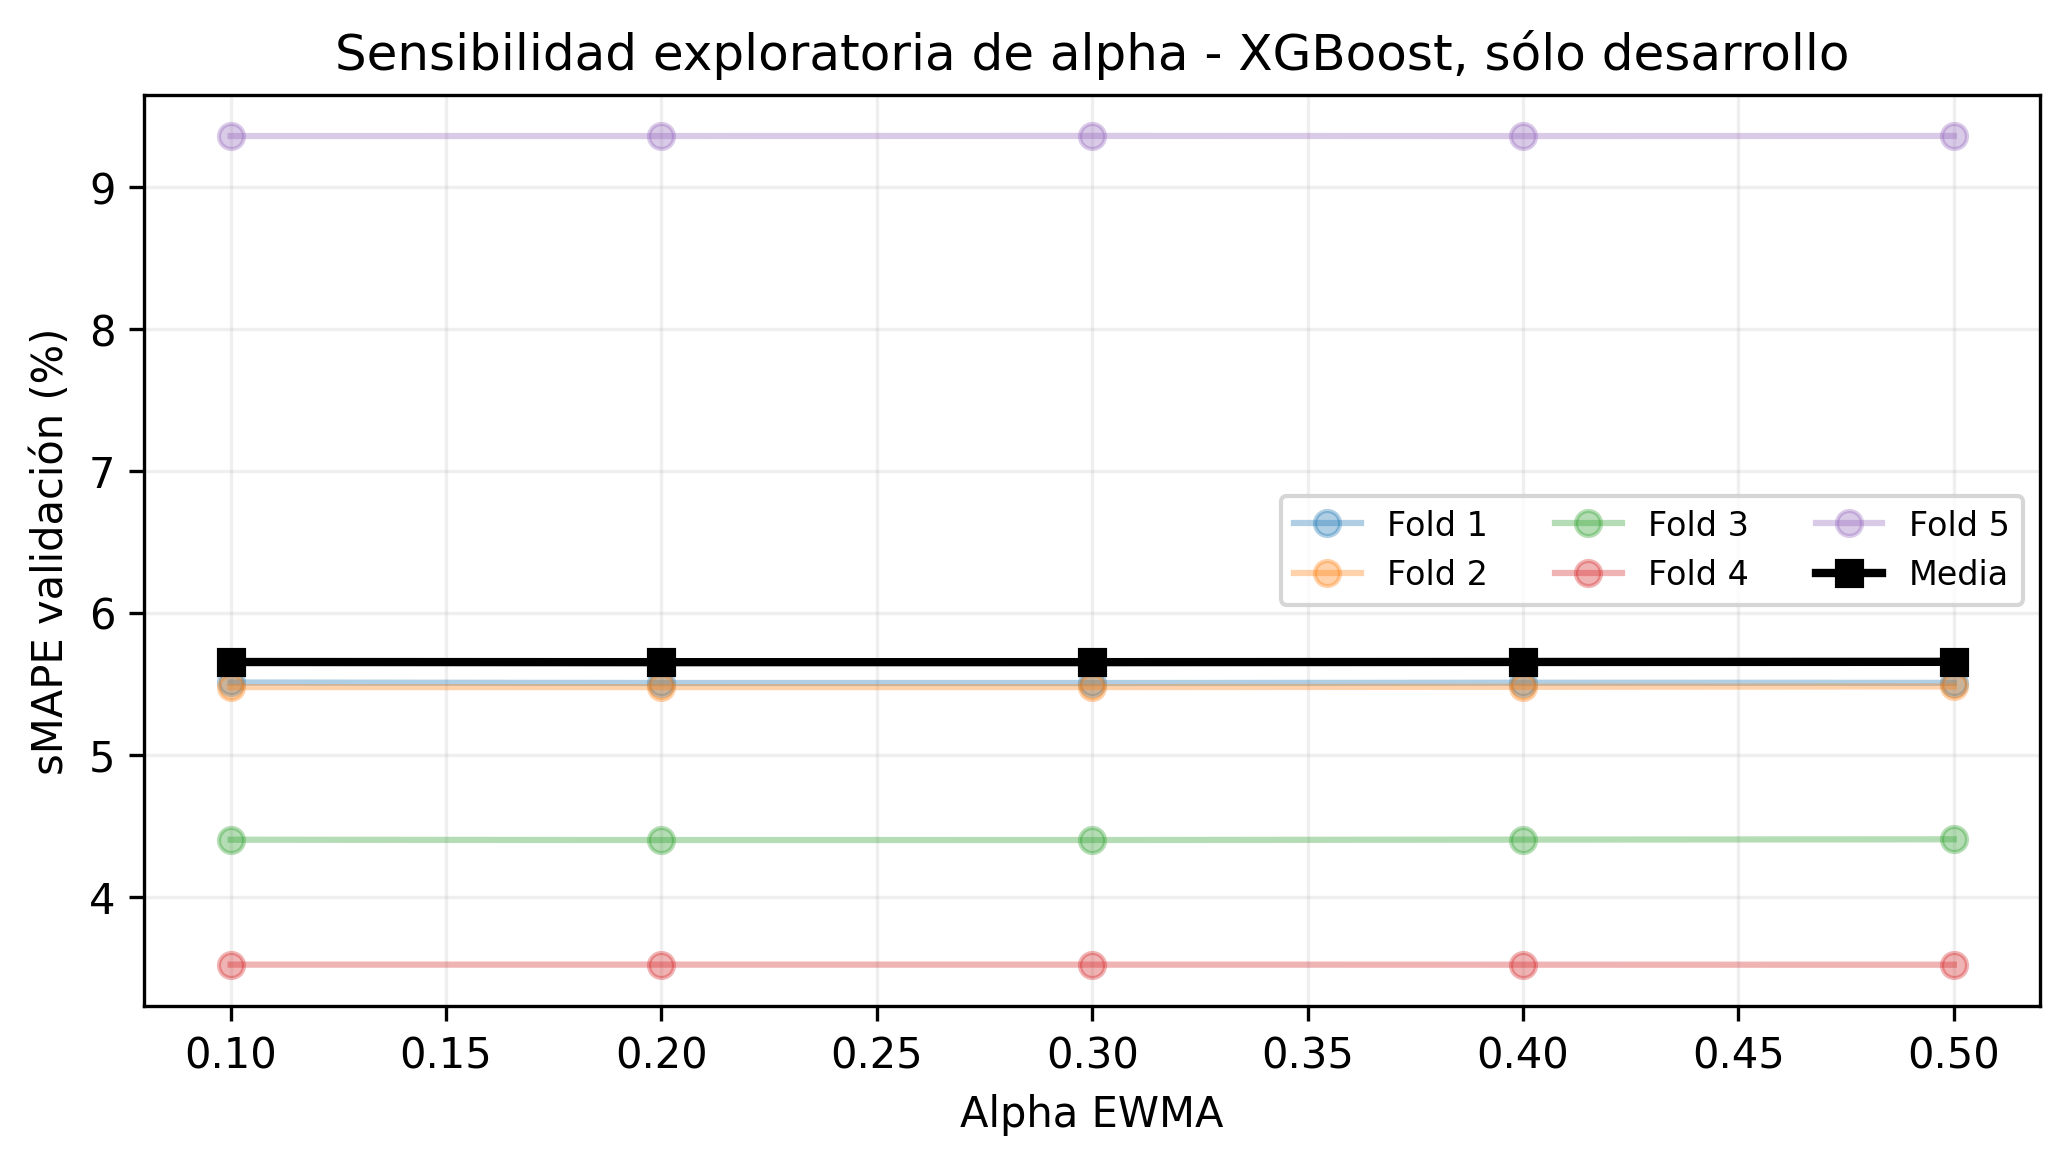 Sensibilidad exploratoria de alpha - XGBoost, sólo desarrollo
sMAPE validación (%)
9
8
7
6
5
4
Fold 1
Fold 2
Fold 3
Fold 4
Fold 5
Media
0.10 0.15 0.20 0.25 0.30 0.35 0.40 0.45 0.50
Alpha EWMA